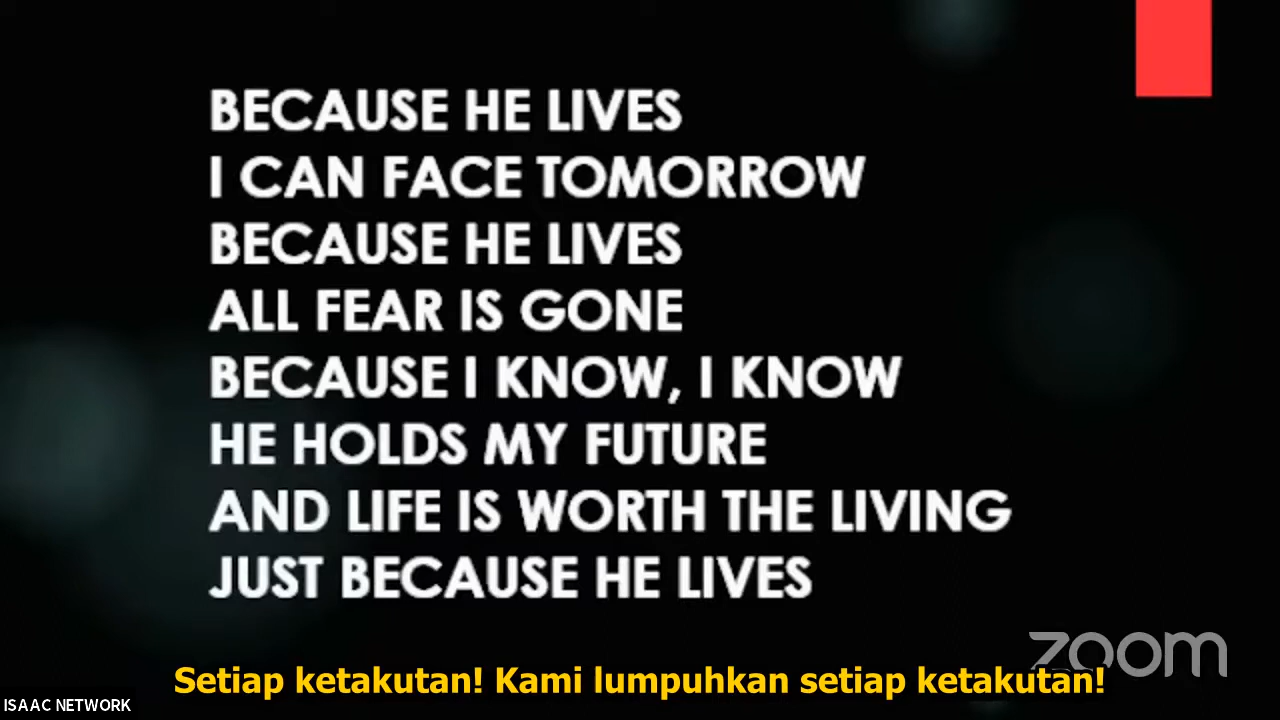 BECAUSE HE LIVES
I CAN FACE TOMORROW
BECAUSE HE LIVES
ALL FEAR IS GONE
BECAUSE I KNOW, I KNOW
HE HOLDS MY FUTURE
AND LIFE IS WORTH THE LIVING
JUST BECAUSE HE LIVES
zoom
Setiap ketakutan! Kami lumpuhkan setiap ketakutan!
ISAAC NETWORK